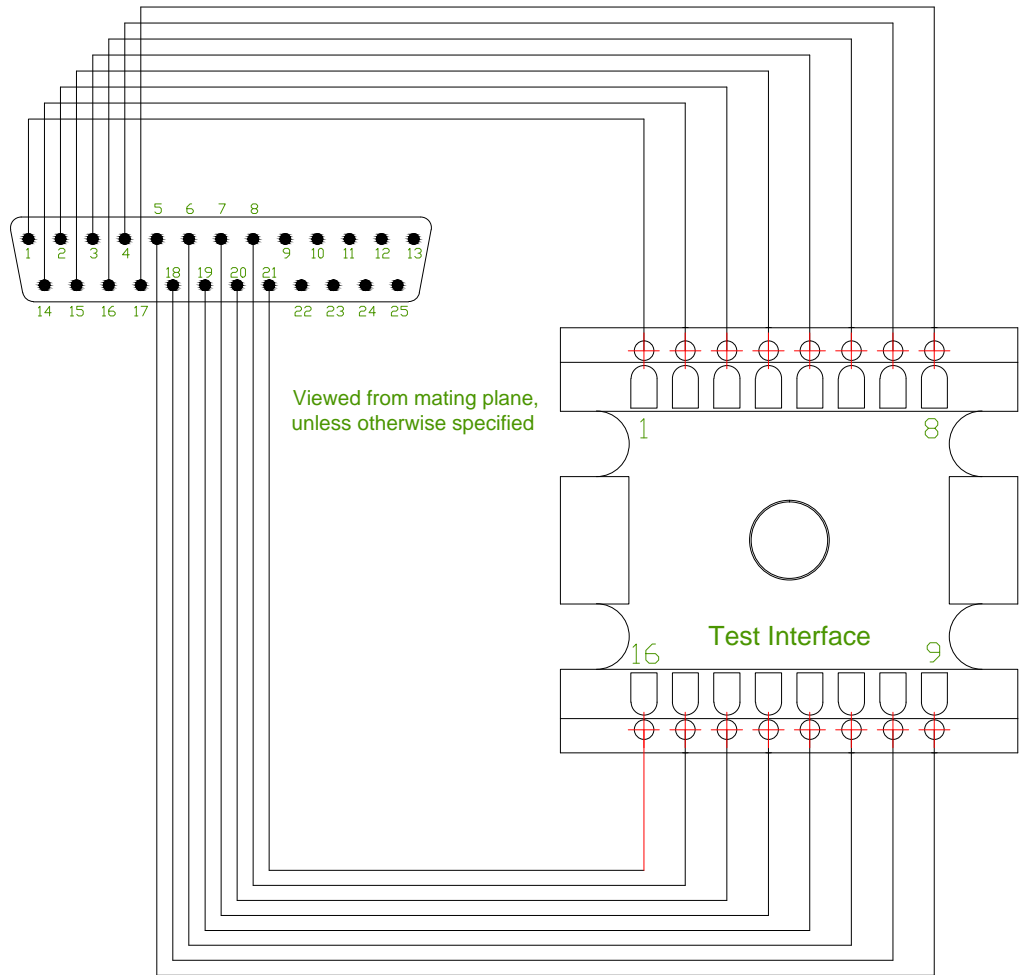 5 6 7 8
1 2 3 4 9 10 11 12 13
18 19 20 21
14 15 16 17 22 23 24 25
Viewed from mating plane,
unless otherwise specified
1 8
Test Interface
16 9